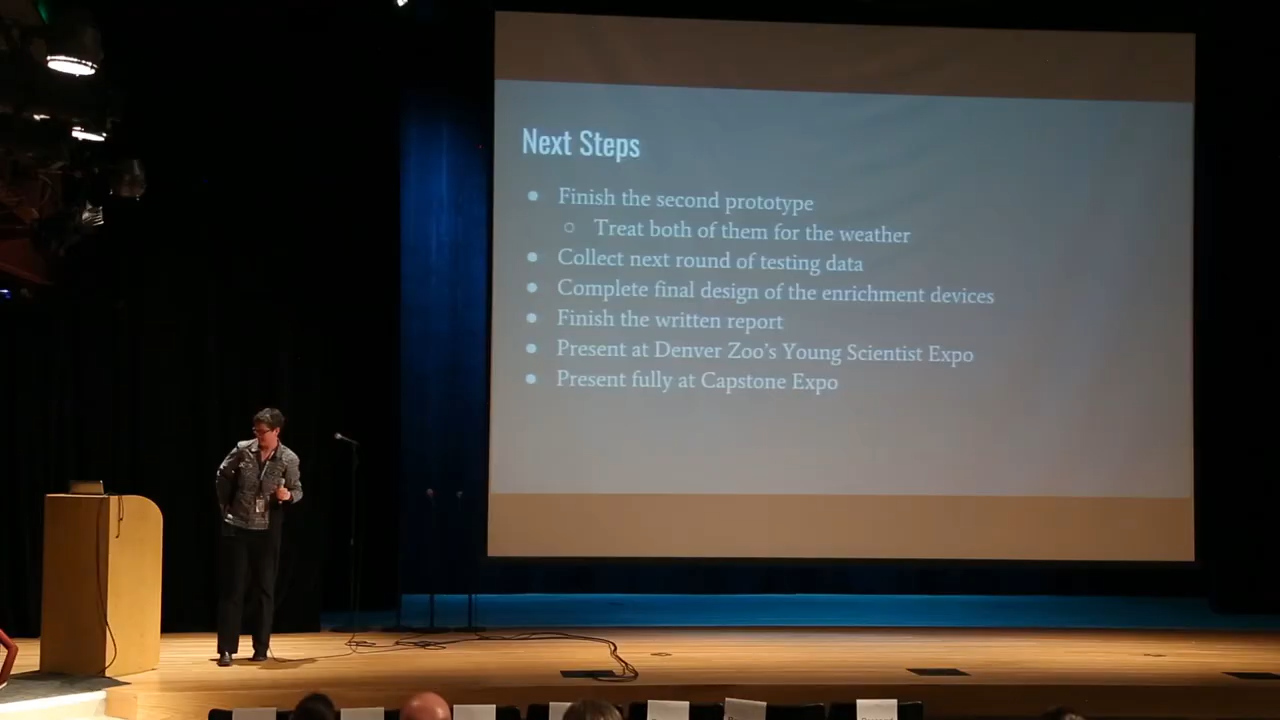 Next Steps
● Finish the second prototype
○ Treat both of them for the weather
● Collect next round of testing data
● Complete final design of the enrichment devices
● Finish the written report
● Present at Denver Zoo's Young Scientist Expo
● Present fully at Capstone Expo